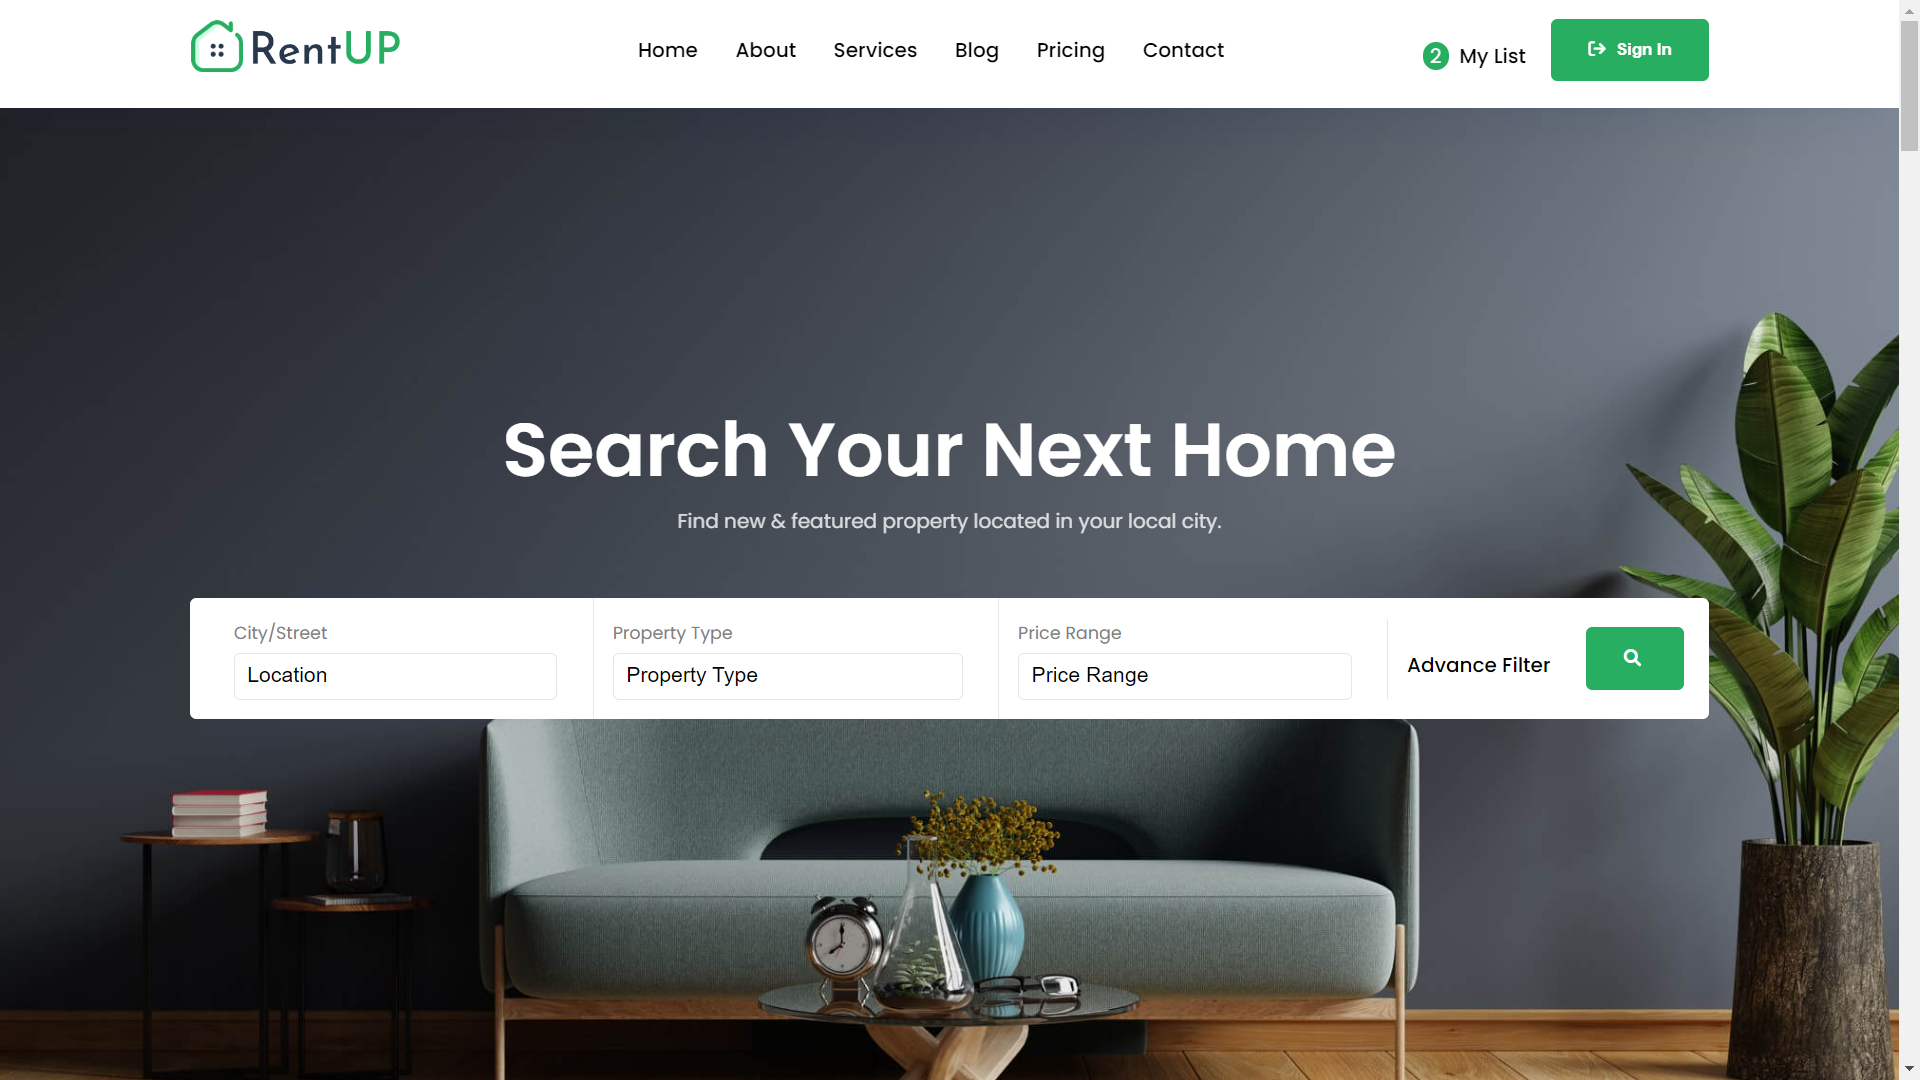 RentUP
Home About Services Blog Pricing Contact
2 My List
Sign In
Search Your Next Home
Find new & featured property located in your local city.
City/Street
Location
Property Type
Property Type
Price Range
Price Range
Advance Filter